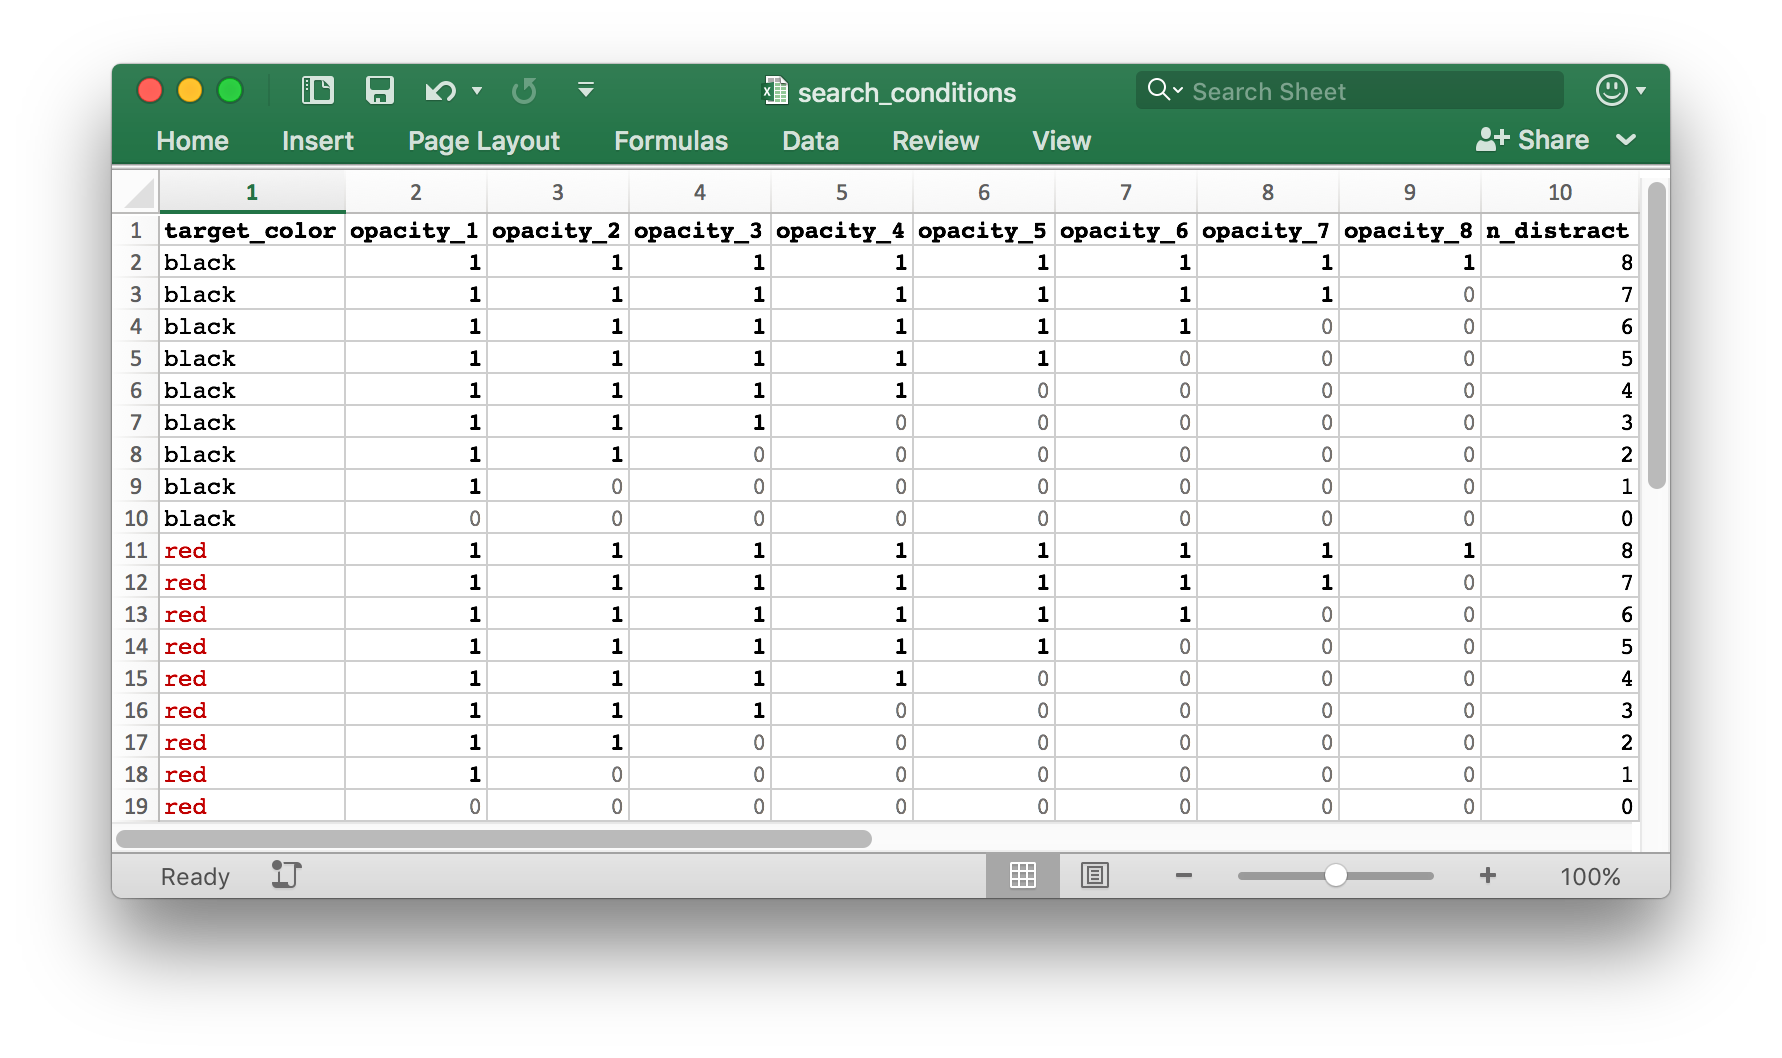 search_conditions
Search Sheet
Home Insert Page Layout Formulas Data Review View Share
1 2 3 4 5 6 7 8 9 10
1 target_color opacity_1 opacity_2 opacity_3 opacity_4 opacity_5 opacity_6 opacity_7 opacity_8 n_distract
2 black 1 1 1 1 1 1 1 1 8
3 black 1 1 1 1 1 1 1 0 7
4 black 1 1 1 1 1 1 0 0 6
5 black 1 1 1 1 1 0 0 0 5
6 black 1 1 1 1 0 0 0 0 4
7 black 1 1 1 0 0 0 0 0 3
8 black 1 1 0 0 0 0 0 0 2
9 black 1 0 0 0 0 0 0 0 1
10 black 0 0 0 0 0 0 0 0 0
11 red 1 1 1 1 1 1 1 1 8
12 red 1 1 1 1 1 1 1 0 7
13 red 1 1 1 1 1 1 0 0 6
14 red 1 1 1 1 1 0 0 0 5
15 red 1 1 1 1 0 0 0 0 4
16 red 1 1 1 0 0 0 0 0 3
17 red 1 1 0 0 0 0 0 0 2
18 red 1 0 0 0 0 0 0 0 1
19 red 0 0 0 0 0 0 0 0 0
Ready 100%